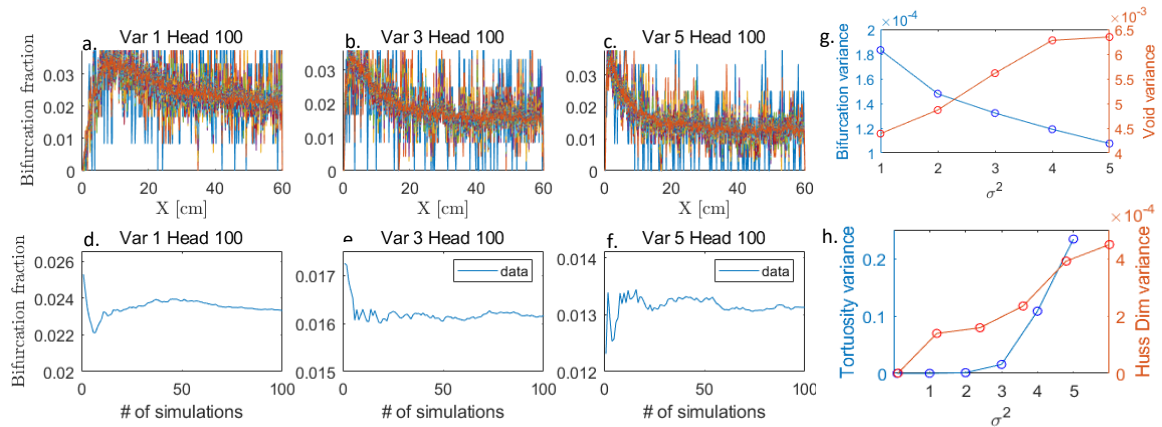 a.
Var 1 Head 100
Bifurcation fraction
0.03
0.02
0.01
0
0 20 40 60
X [cm]
b.
Var 3 Head 100
0.03
0.02
0.01
0
0 20 40 60
X [cm]
c.
Var 5 Head 100
0.03
0.02
0.01
0
0 20 40 60
X [cm]
g.
×10⁻⁴
×10⁻³
Bifurcation variance
2
1.8
1.6
1.4
1.2
1
Void variance
6.5
6
5.5
5
4.5
4
1 2 3 4 5
σ²
d.
Var 1 Head 100
Bifurcation fraction
0.026
0.024
0.022
0.02
0 50 100
# of simulations
e.
Var 3 Head 100
data
0.017
0.016
0.015
0 50 100
# of simulations
f.
Var 5 Head 100
data
0.014
0.013
0.012
0 50 100
# of simulations
h.
×10⁻⁴
Tortuosity variance
0.2
0.1
0
Huss Dim variance
4
2
0
1 2 3 4 5
σ²